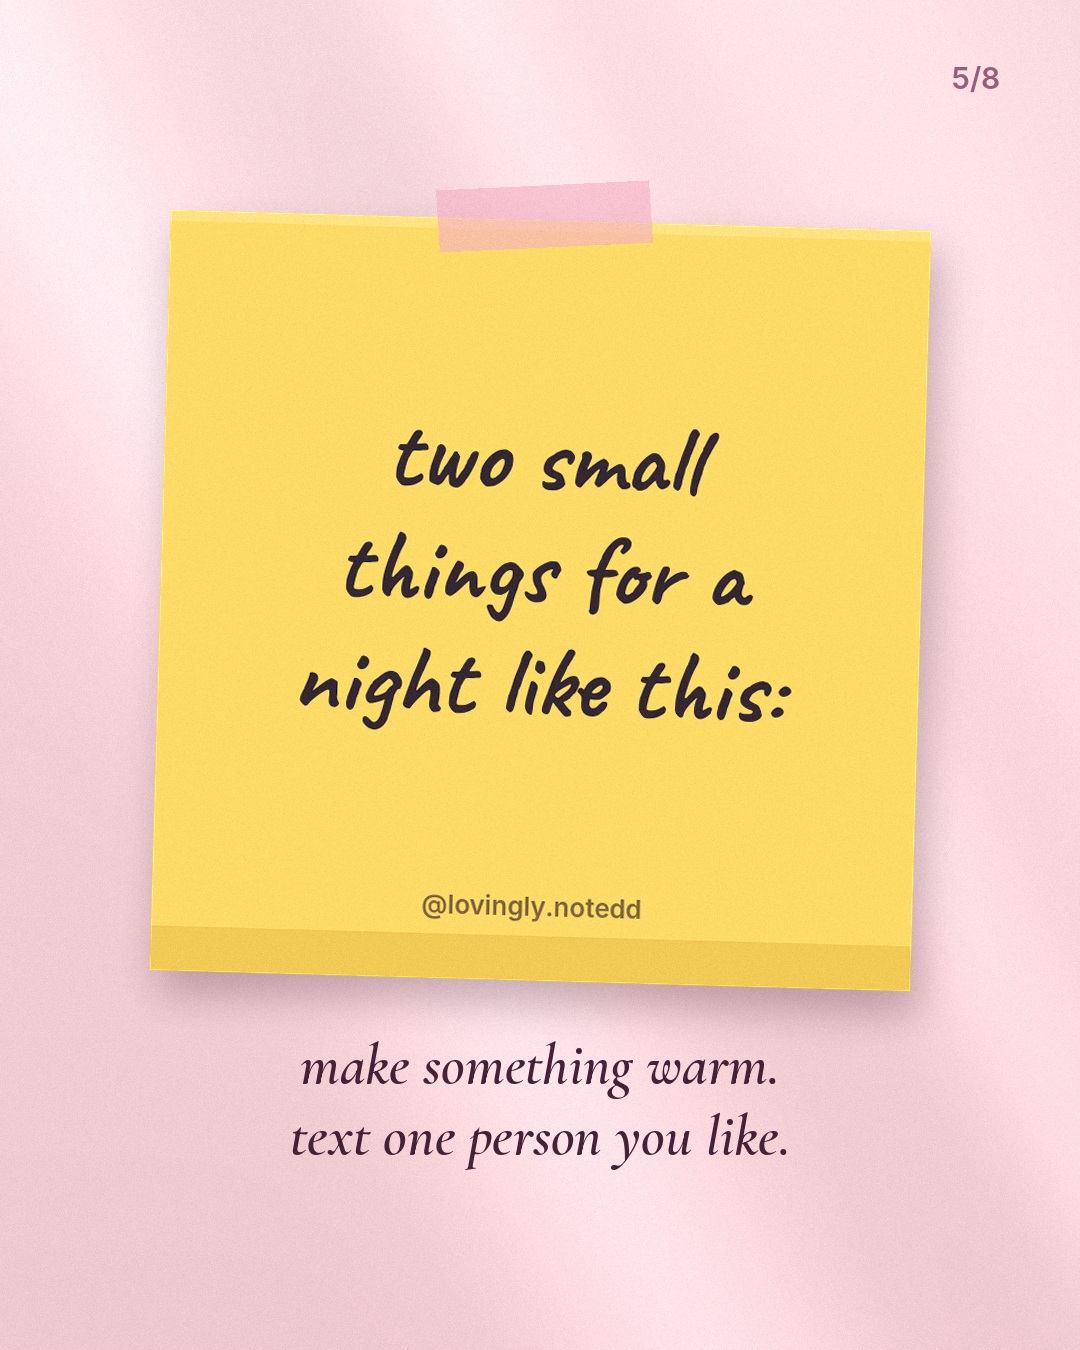 5/8
two small
things for a
night like this:
@lovingly.notedd
make something warm.
text one person you like.